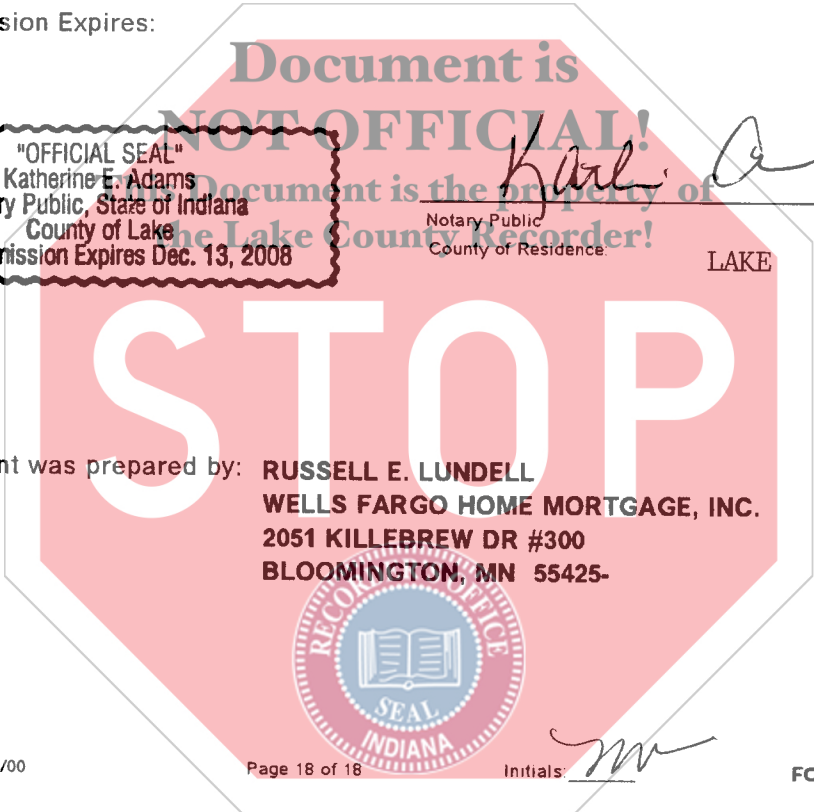 sion Expires:
Document is
NOT OFFICIAL!
This Document is the property of
the Lake County Recorder!
"OFFICIAL SEAL"
Katherine E. Adams
ry Public, State of Indiana
County of Lake
mission Expires Dec. 13, 2008
Notary Public
County of Residence:
LAKE
STOP
nt was prepared by: RUSSELL E. LUNDELL
WELLS FARGO HOME MORTGAGE, INC.
2051 KILLEBREW DR #300
BLOOMINGTON, MN 55425-
RECORDER'S OFFICE
SEAL
INDIANA
/00
Page 18 of 18
Initials:
FO